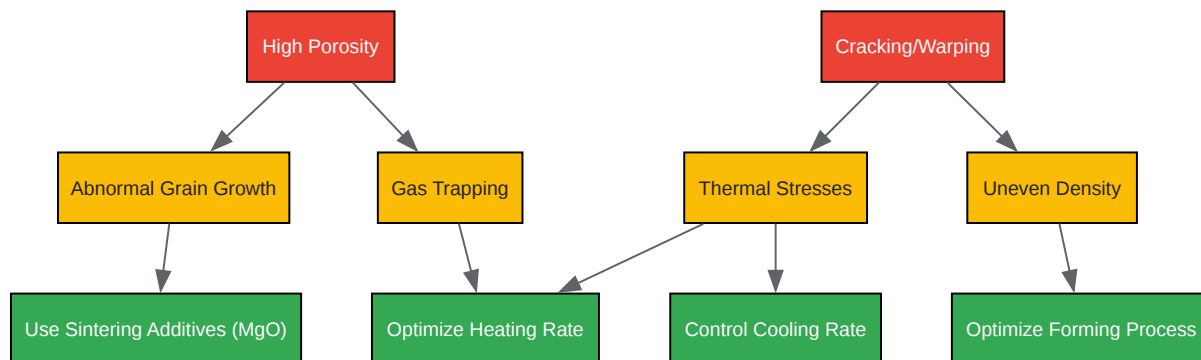 High Porosity
Cracking/Warping
Abnormal Grain Growth
Gas Trapping
Thermal Stresses
Uneven Density
Use Sintering Additives (MgO)
Optimize Heating Rate
Control Cooling Rate
Optimize Forming Process